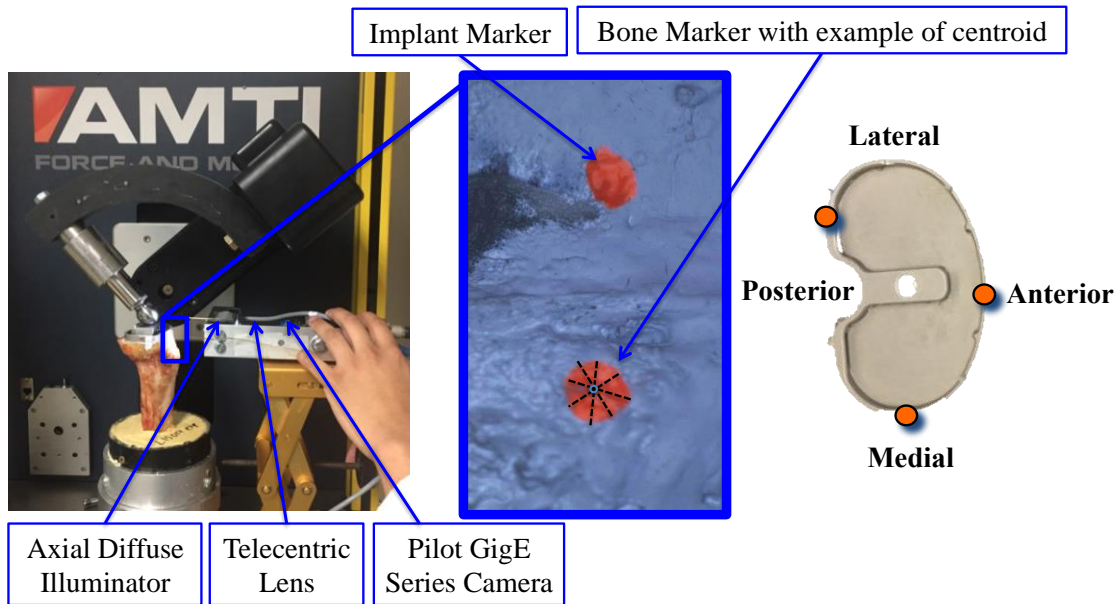 Implant Marker
Bone Marker with example of centroid
AMTI
FORCE AND M
Lateral
Posterior
Anterior
Medial
Axial Diffuse
Illuminator
Telecentric
Lens
Pilot GigE
Series Camera